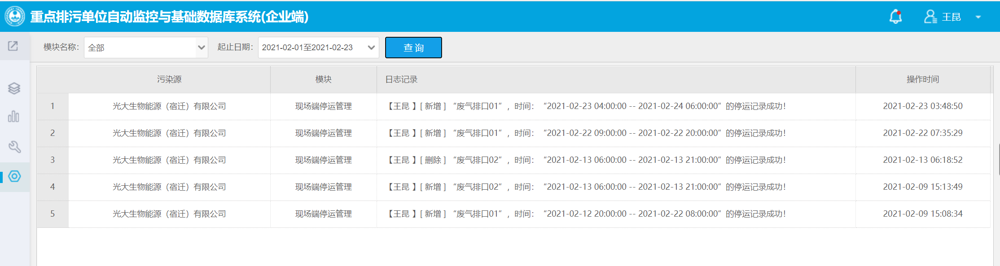 重点排污单位自动监控与基础数据库系统(企业端)
王昆
模块名称： 全部 起止日期： 2021-02-01至2021-02-23 查 询
污染源 模块 日志记录 操作时间
1 光大生物能源（宿迁）有限公司 现场端停运管理 【王昆 】[ 新增 ] “废气排口01”，时间：“2021-02-23 04:00:00 -- 2021-02-24 06:00:00”的停运记录成功！ 2021-02-23 03:48:50
2 光大生物能源（宿迁）有限公司 现场端停运管理 【王昆 】[ 新增 ] “废气排口01”，时间：“2021-02-22 09:00:00 -- 2021-02-22 20:00:00”的停运记录成功！ 2021-02-22 07:35:29
3 光大生物能源（宿迁）有限公司 现场端停运管理 【王昆 】[ 删除 ] “废气排口02”，时间：“2021-02-13 06:00:00 -- 2021-02-13 21:00:00”的停运记录成功！ 2021-02-13 06:18:52
4 光大生物能源（宿迁）有限公司 现场端停运管理 【王昆 】[ 新增 ] “废气排口02”，时间：“2021-02-13 06:00:00 -- 2021-02-13 21:00:00”的停运记录成功！ 2021-02-09 15:13:49
5 光大生物能源（宿迁）有限公司 现场端停运管理 【王昆 】[ 新增 ] “废气排口01”，时间：“2021-02-12 20:00:00 -- 2021-02-22 08:00:00”的停运记录成功！ 2021-02-09 15:08:34